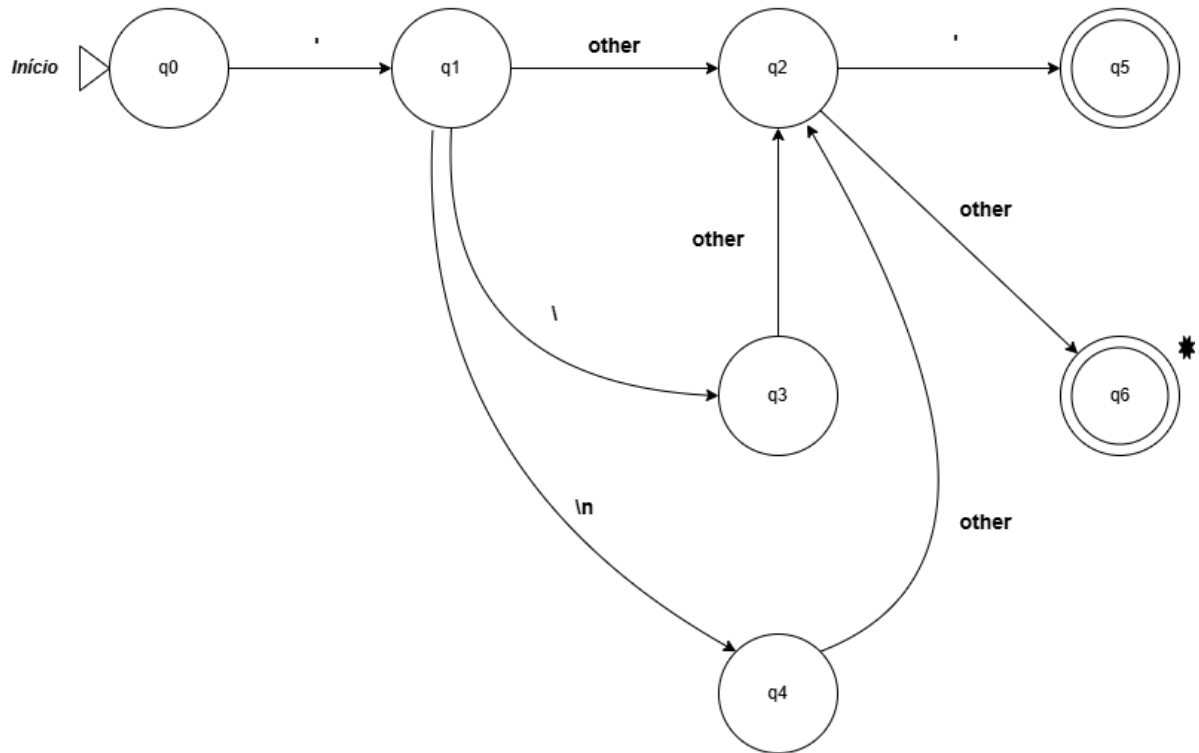 '
other
'
Início
q0
q1
q2
q5
other
other
\
q3
q6
*
\n
other
q4